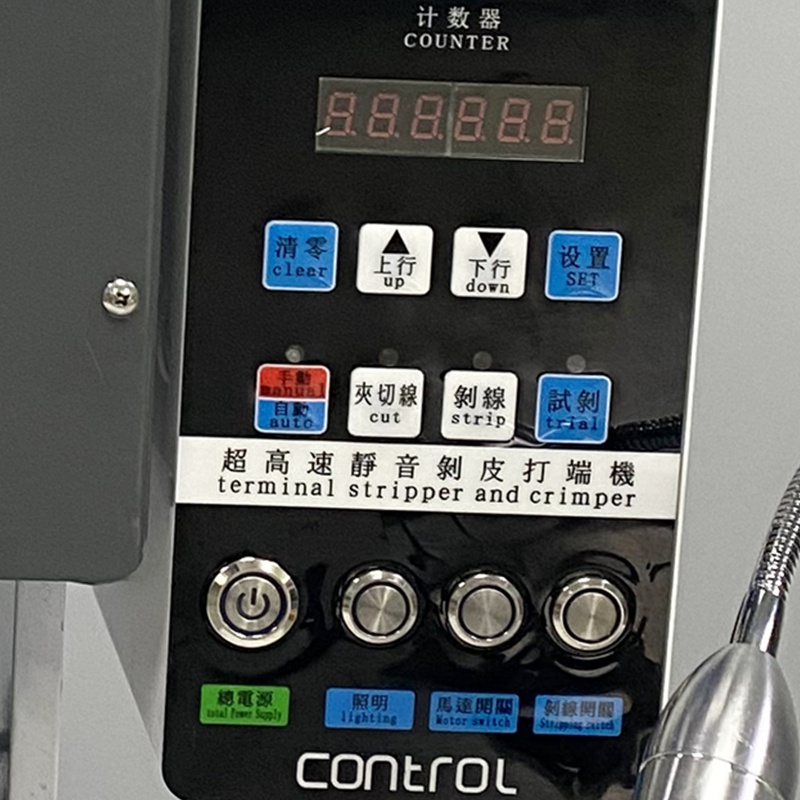 计数器
COUNTER
清零
clear
上行
up
下行
down
设置
SET
手動
manual
自動
auto
夾切線
cut
剝線
strip
試剝
trial
超高速靜音剝皮打端機
terminal stripper and crimper
總電源
total Power Supply
照明
lighting
馬達開關
Motor switch
剝線開關
Stripping switch
control